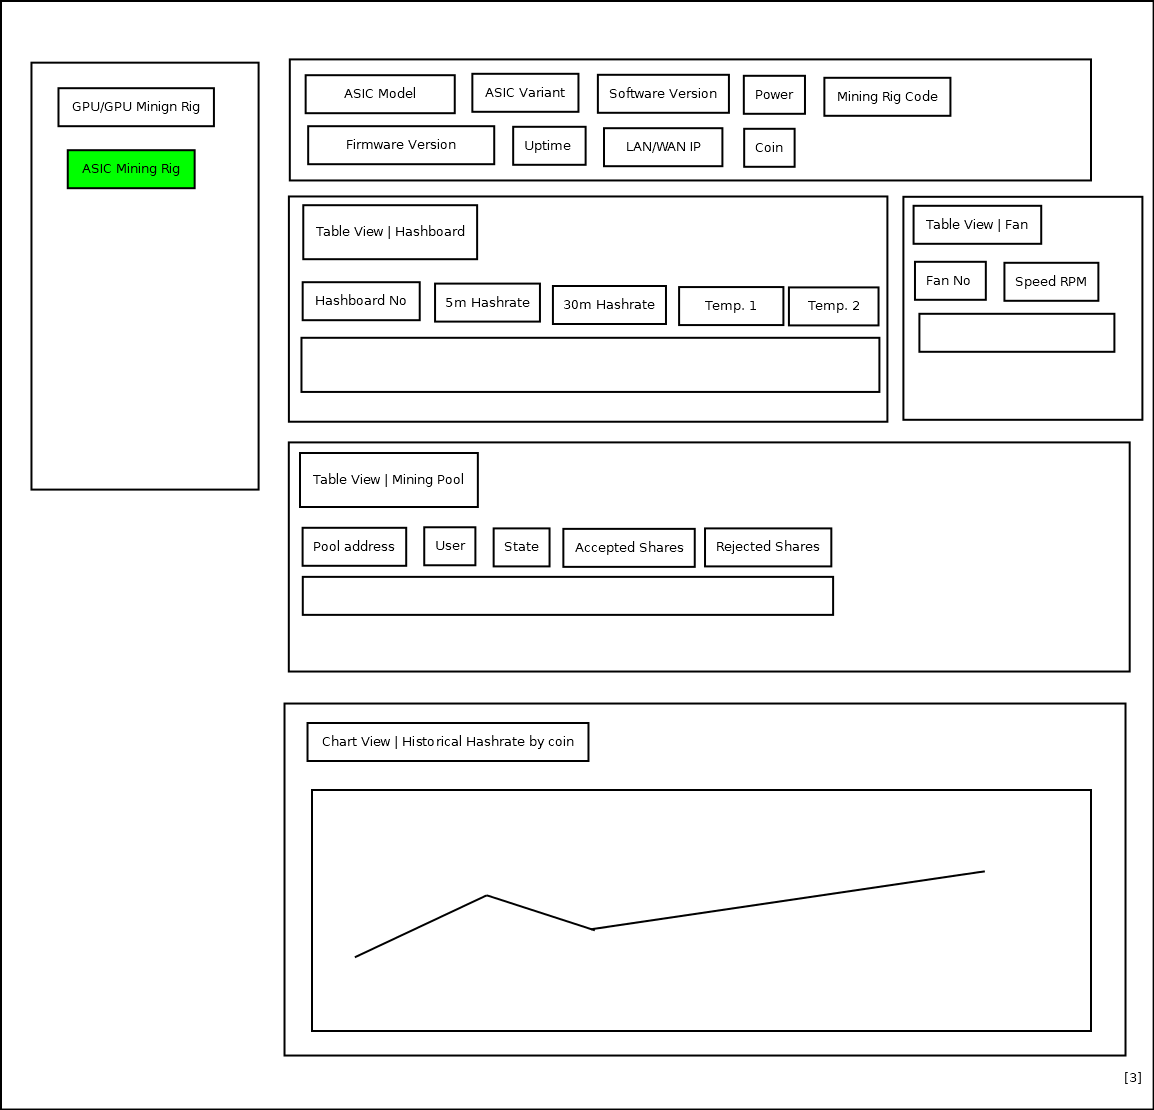 GPU/GPU Minign Rig
ASIC Mining Rig
ASIC Model
ASIC Variant
Software Version
Power
Mining Rig Code
Firmware Version
Uptime
LAN/WAN IP
Coin
Table View | Hashboard
Hashboard No
5m Hashrate
30m Hashrate
Temp. 1
Temp. 2
Table View | Fan
Fan No
Speed RPM
Table View | Mining Pool
Pool address
User
State
Accepted Shares
Rejected Shares
Chart View | Historical Hashrate by coin
[3]